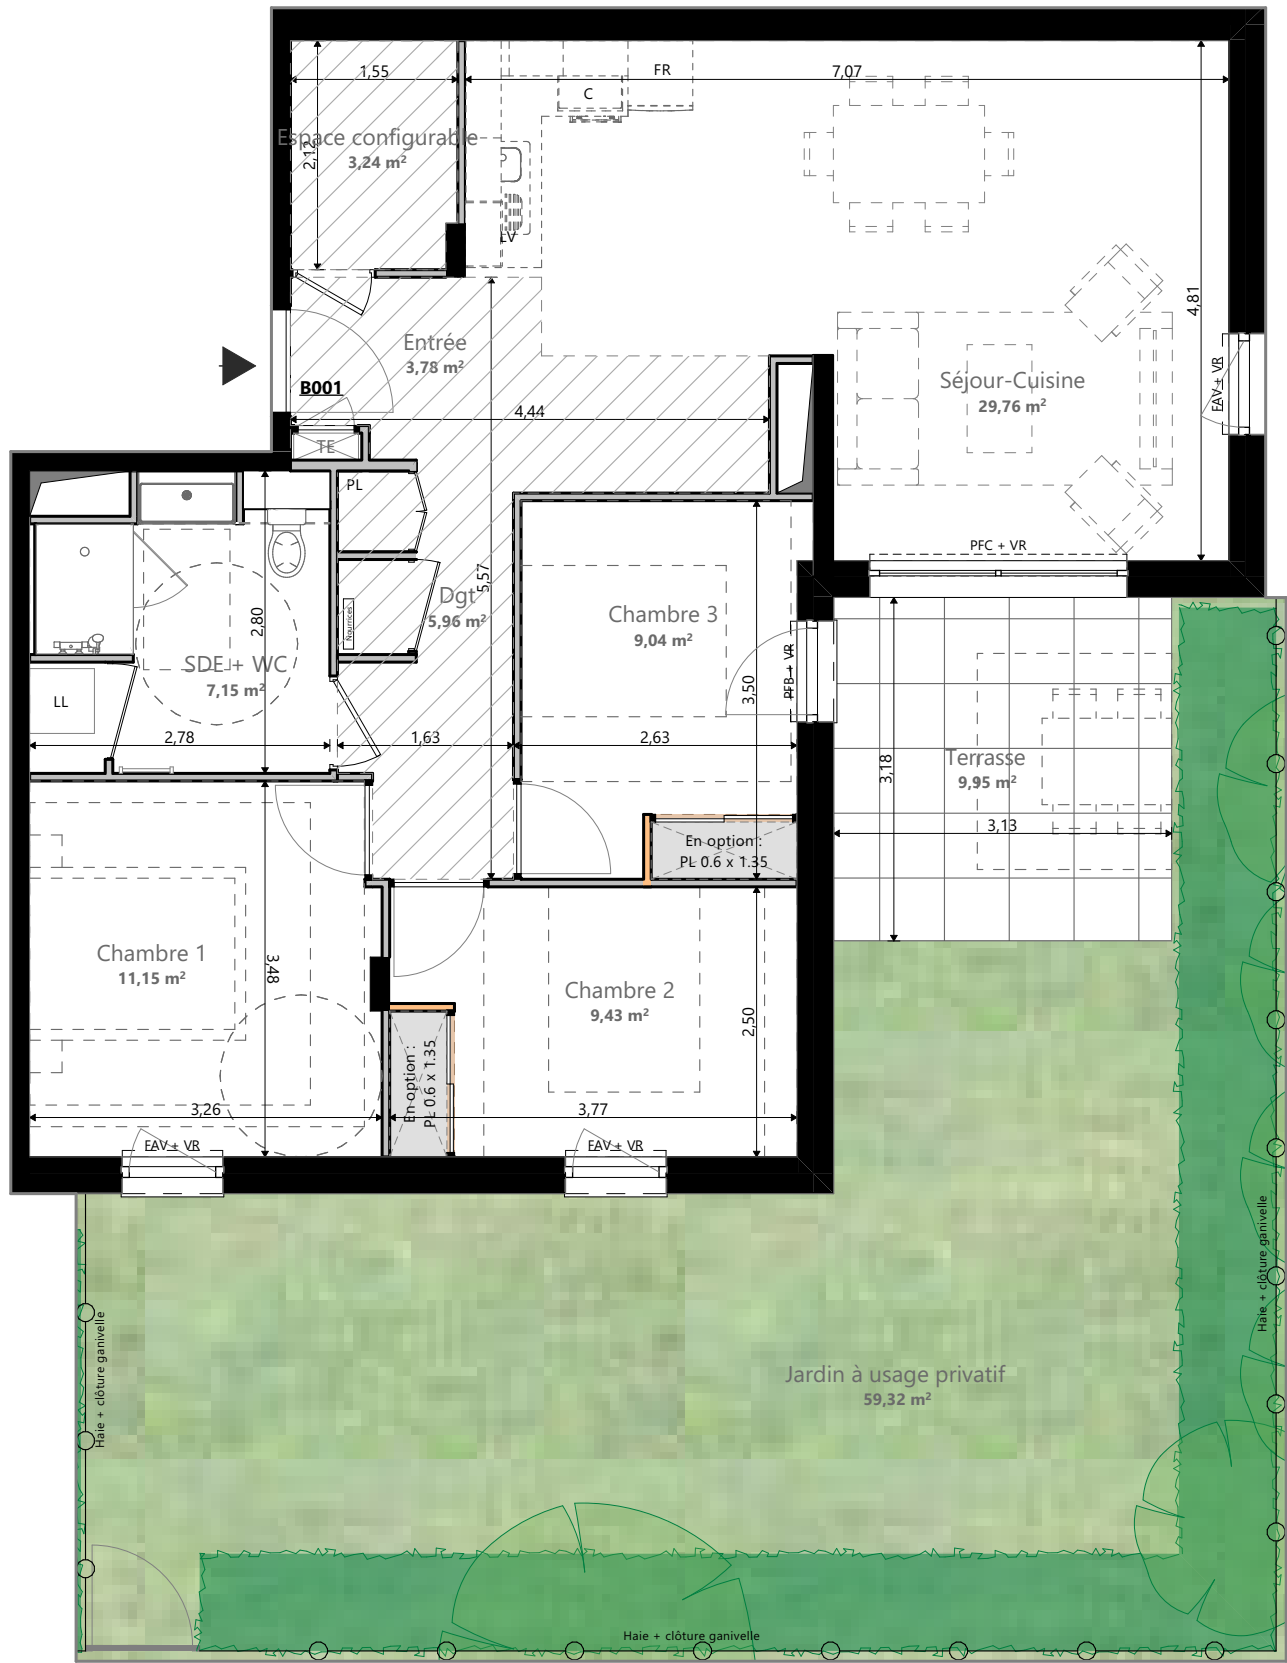 1,55
FR
7,07
C
Espace configurable
3,24 m²
2,12
LV
4,81
Entrée
3,78 m²
B001
4,44
Séjour-Cuisine
29,76 m²
FAV + VR
TE
PL
PFC + VR
5,57
Dgt
5,96 m²
Nourrices
2,80
Chambre 3
9,04 m²
SDE + WC
7,15 m²
LL
PFB + VR
3,50
2,78
1,63
2,63
Terrasse
9,95 m²
3,18
3,13
En option :
PL 0.6 x 1.35
Chambre 1
11,15 m²
3,48
Chambre 2
9,43 m²
2,50
En option :
PL 0.6 x 1.35
3,26
3,77
FAV + VR
FAV + VR
Haie + clôture ganivelle
Haie + clôture ganivelle
Jardin à usage privatif
59,32 m²
Haie + clôture ganivelle